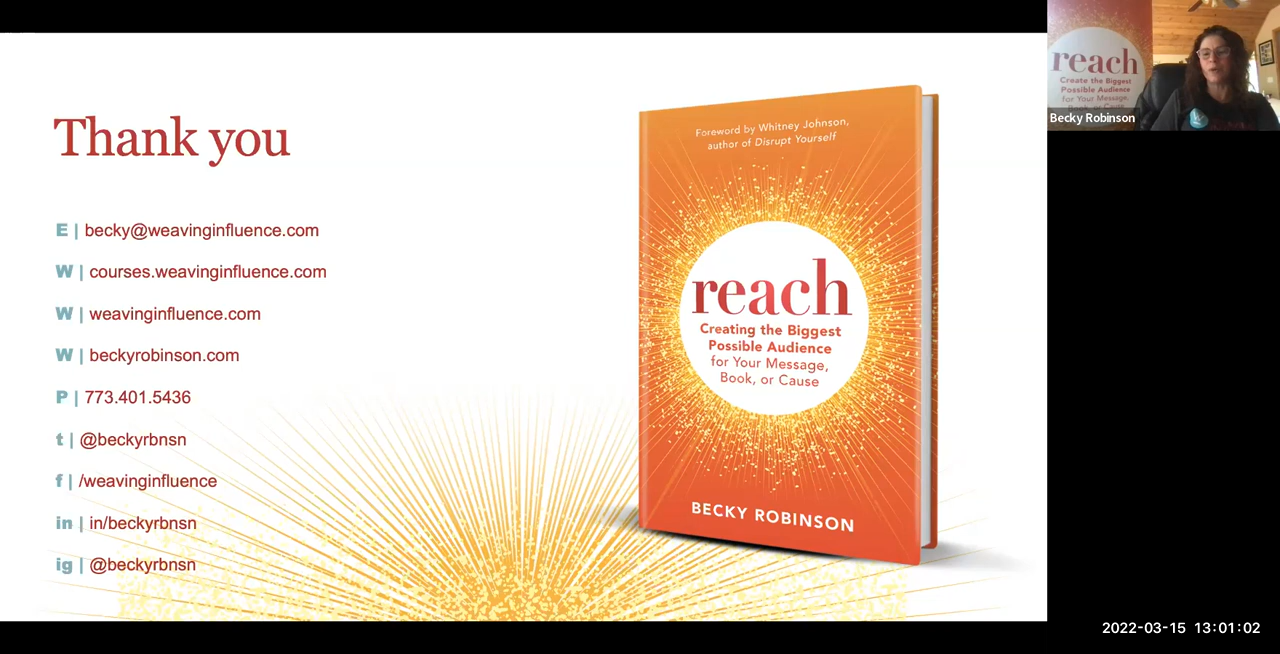 Thank you
E | becky@weavinginfluence.com
W | courses.weavinginfluence.com
W | weavinginfluence.com
W | beckyrobinson.com
P | 773.401.5436
t | @beckyrbnsn
f | /weavinginfluence
in | in/beckyrbnsn
ig | @beckyrbnsn
Foreword by Whitney Johnson,
author of Disrupt Yourself
reach
Creating the Biggest
Possible Audience
for Your Message,
Book, or Cause
BECKY ROBINSON
reach
Create the Biggest
Possible Audience
for Your Message,
Book, or Cause
Becky Robinson
2022-03-15 13:01:02